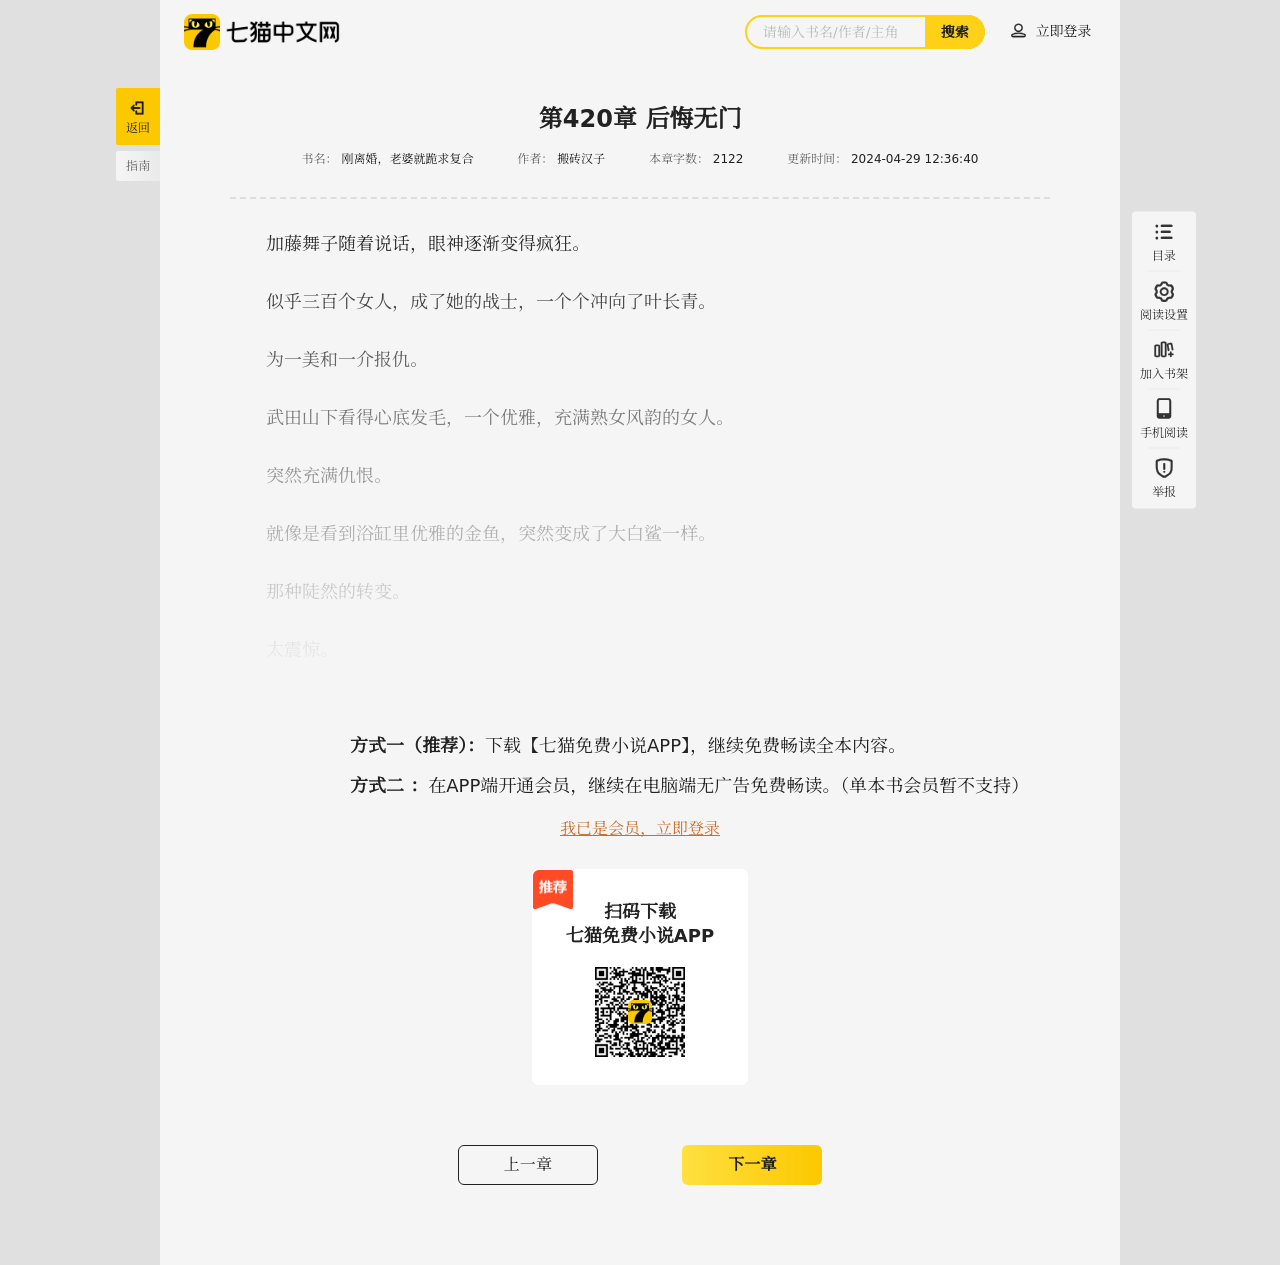 七猫中文网
请输入书名/作者/主角
搜索
立即登录
返回
指南
第420章 后悔无门
书名： 刚离婚，老婆就跪求复合 作者： 搬砖汉子 本章字数： 2122 更新时间： 2024-04-29 12:36:40
加藤舞子随着说话，眼神逐渐变得疯狂。
似乎三百个女人，成了她的战士，一个个冲向了叶长青。
为一美和一介报仇。
武田山下看得心底发毛，一个优雅，充满熟女风韵的女人。
突然充满仇恨。
就像是看到浴缸里优雅的金鱼，突然变成了大白鲨一样。
那种陡然的转变。
太震惊。
目录
阅读设置
加入书架
手机阅读
举报
方式一（推荐）：下载【七猫免费小说APP】，继续免费畅读全本内容。
方式二 ：在APP端开通会员，继续在电脑端无广告免费畅读。（单本书会员暂不支持）
我已是会员，立即登录
推荐
扫码下载
七猫免费小说APP
上一章
下一章